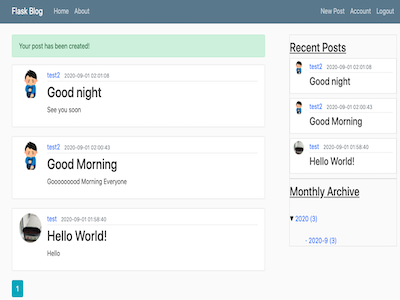 Flask Blog Home About New Post Account Logout
Your post has been created!
test2 2020-09-01 02:01:08
Good night
See you soon
test2 2020-09-01 02:00:43
Good Morning
Gooooooood Morning Everyone
test 2020-09-01 01:58:40
Hello World!
Hello
1
Recent Posts
test2 2020-09-01 02:01:08
Good night
test2 2020-09-01 02:00:43
Good Morning
test 2020-09-01 01:58:40
Hello World!
Monthly Archive
▼ 2020 (3)
· 2020-9 (3)